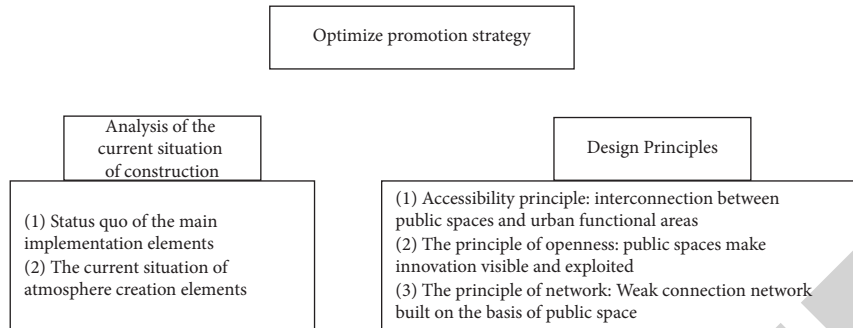 Optimize promotion strategy
Analysis of the
current situation
of construction
(1) Status quo of the main
implementation elements
(2) The current situation of
atmosphere creation elements
Design Principles
(1) Accessibility principle: interconnection between
public spaces and urban functional areas
(2) The principle of openness: public spaces make
innovation visible and exploited
(3) The principle of network: Weak connection network
built on the basis of public space